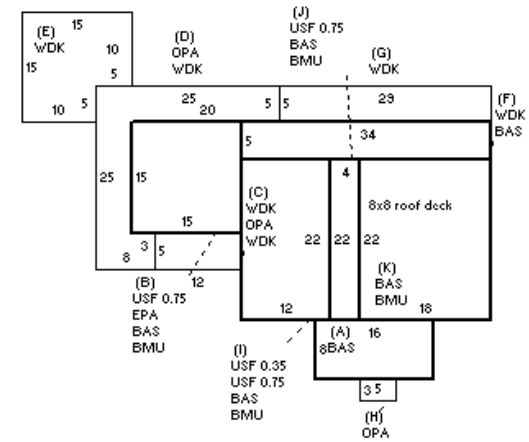 (J)
USF 0.75
BAS
BMU
(E)
WDK
15
10
15
5
10
5
(D)
OPA
WDK
(G)
WDK
25
20
5
5
29
(F)
WDK
BAS
5
34
4
25
15
15
(C)
WDK
OPA
WDK
8x8 roof deck
22
22
22
3
5
8
12
(B)
USF 0.75
EPA
BAS
BMU
(K)
BAS
BMU
12
18
(A)
BAS
16
8
(I)
USF 0.35
USF 0.75
BAS
BMU
3
5
(H)
OPA